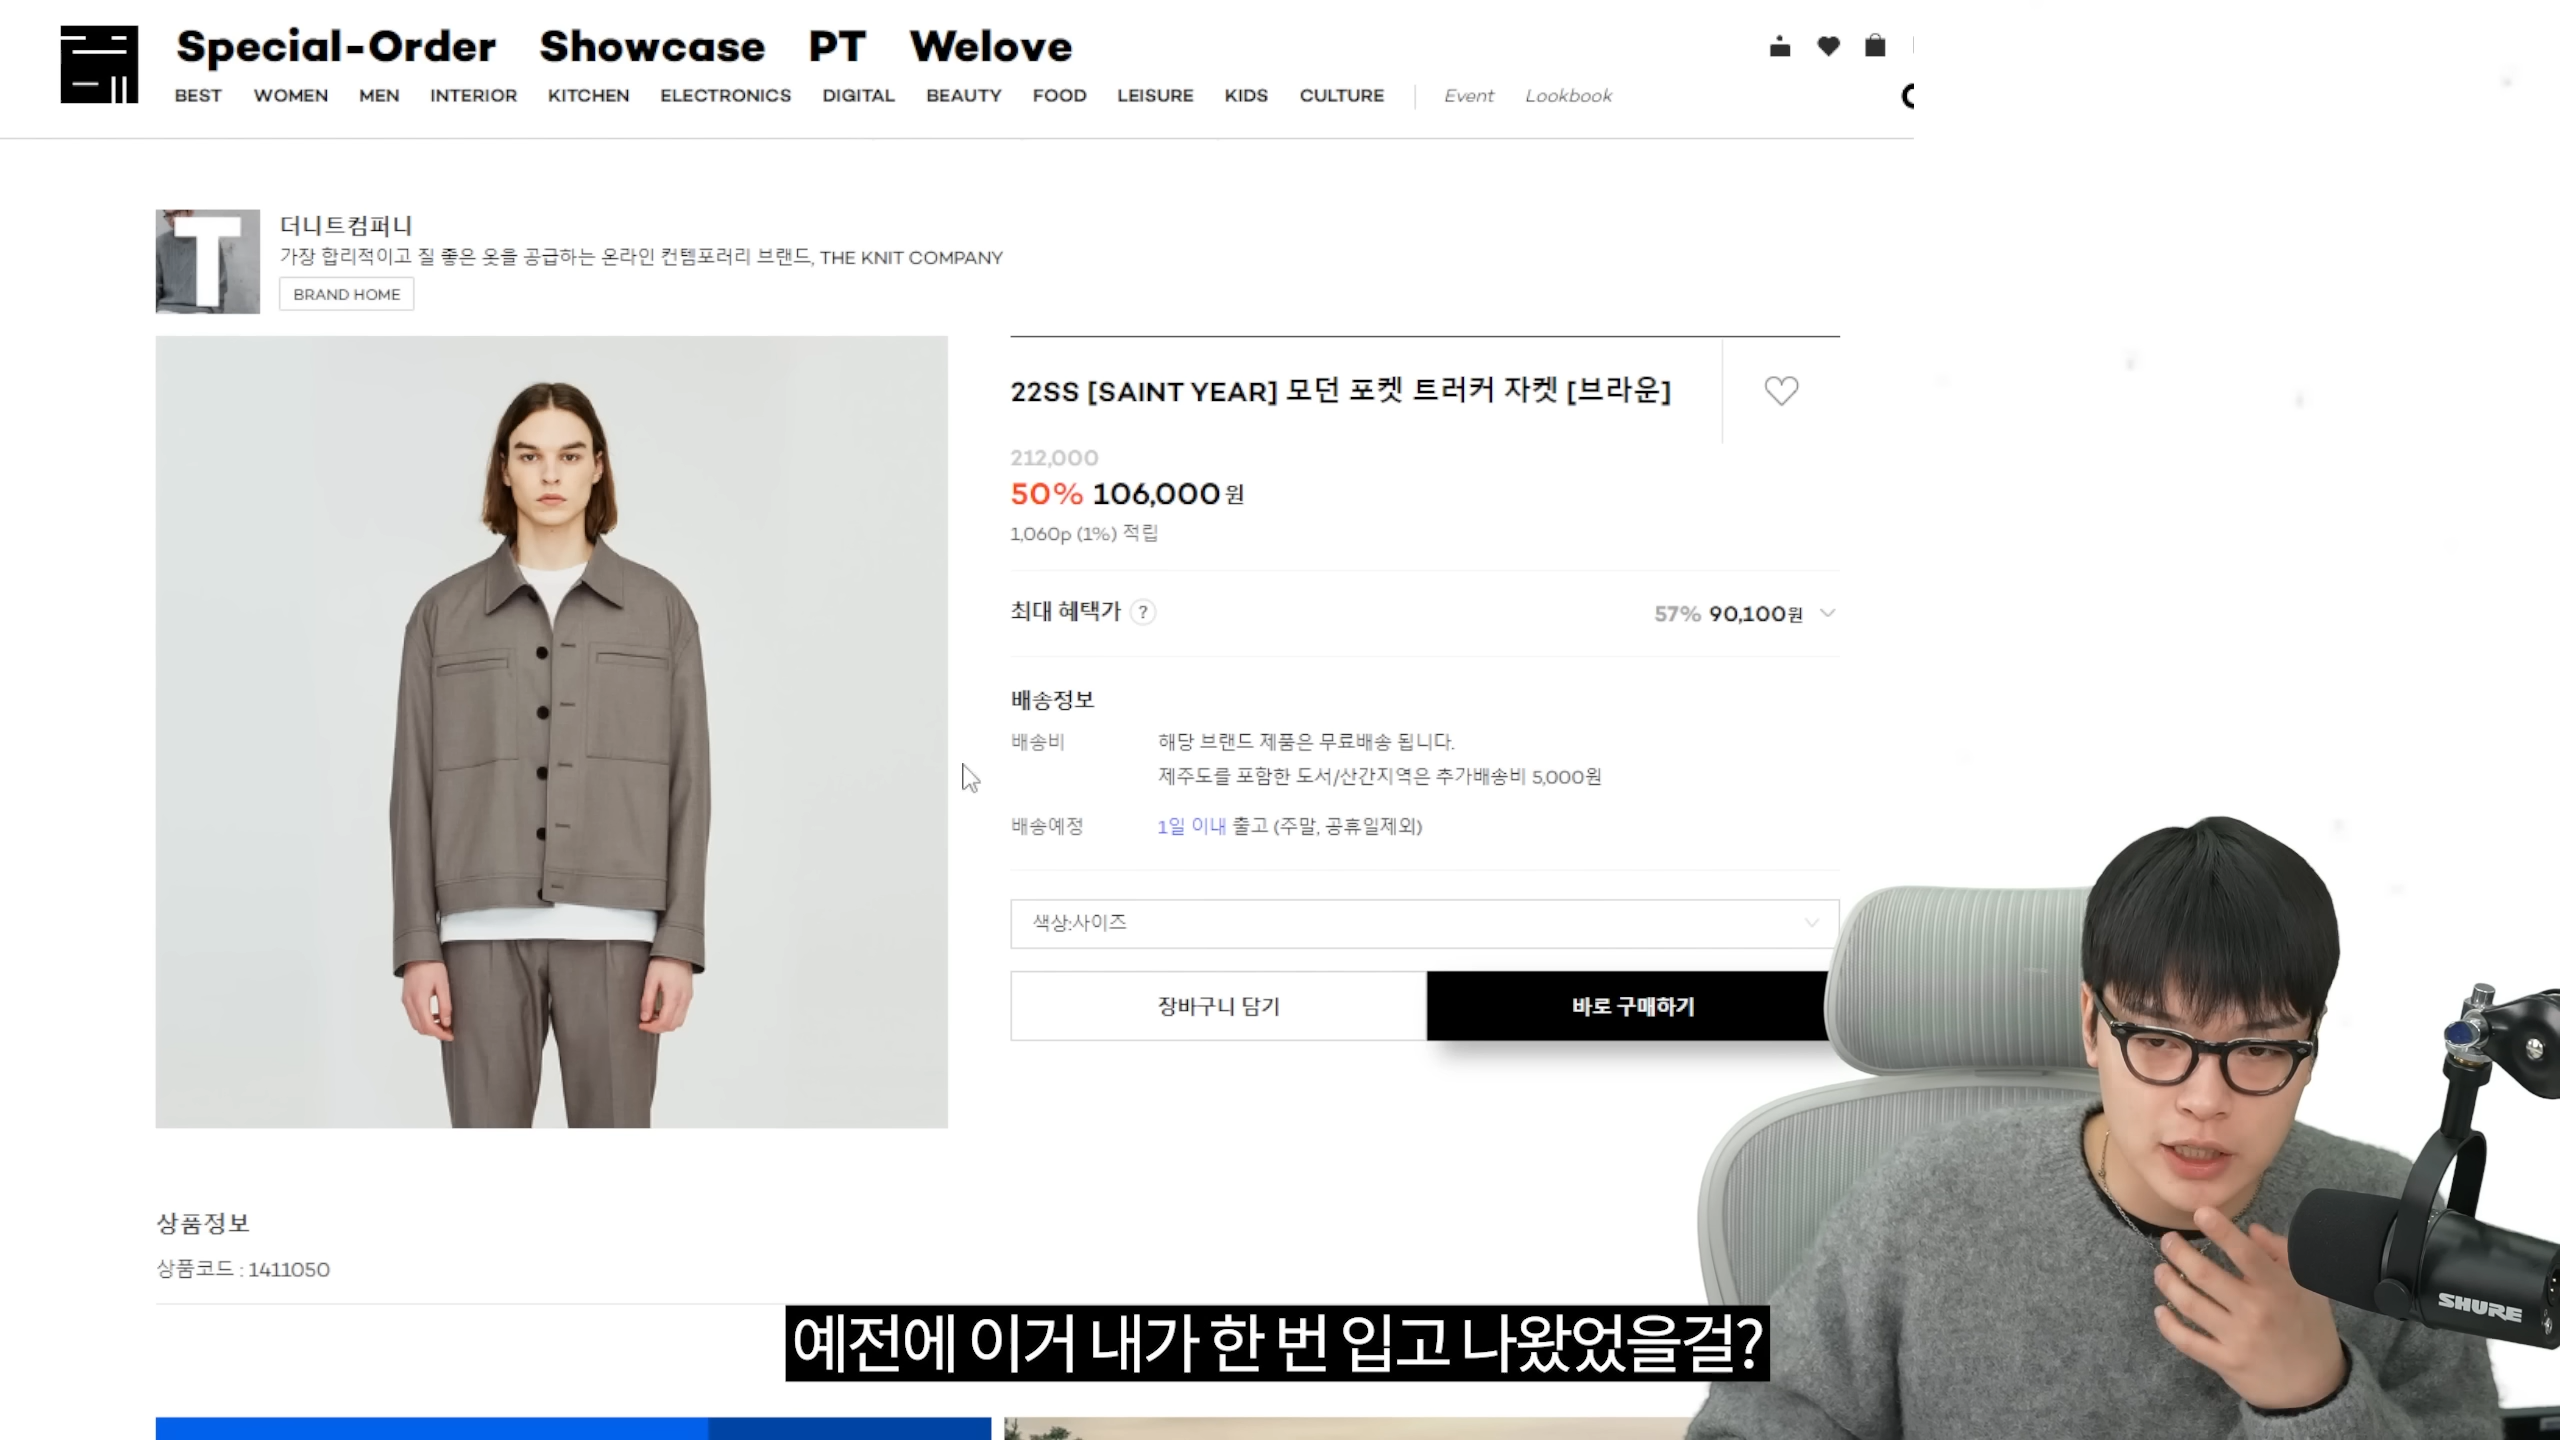 Special-Order Showcase PT Welove
BEST WOMEN MEN INTERIOR KITCHEN ELECTRONICS DIGITAL BEAUTY FOOD LEISURE KIDS CULTURE Event Lookbook
T
더니트컴퍼니
가장 합리적이고 질 좋은 옷을 공급하는 온라인 컨템포러리 브랜드, THE KNIT COMPANY
BRAND HOME
22SS [SAINT YEAR] 모던 포켓 트러커 자켓 [브라운]
212,000
50% 106,000원
1,060p (1%) 적립
최대 혜택가 ? 57% 90,100원
배송정보
배송비 해당 브랜드 제품은 무료배송 됩니다.
제주도를 포함한 도서/산간지역은 추가배송비 5,000원
배송예정 1일 이내 출고 (주말, 공휴일제외)
색상:사이즈
장바구니 담기 바로 구매하기
상품정보
상품코드 : 1411050
SHURE
예전에 이거 내가 한 번 입고 나왔었을걸?